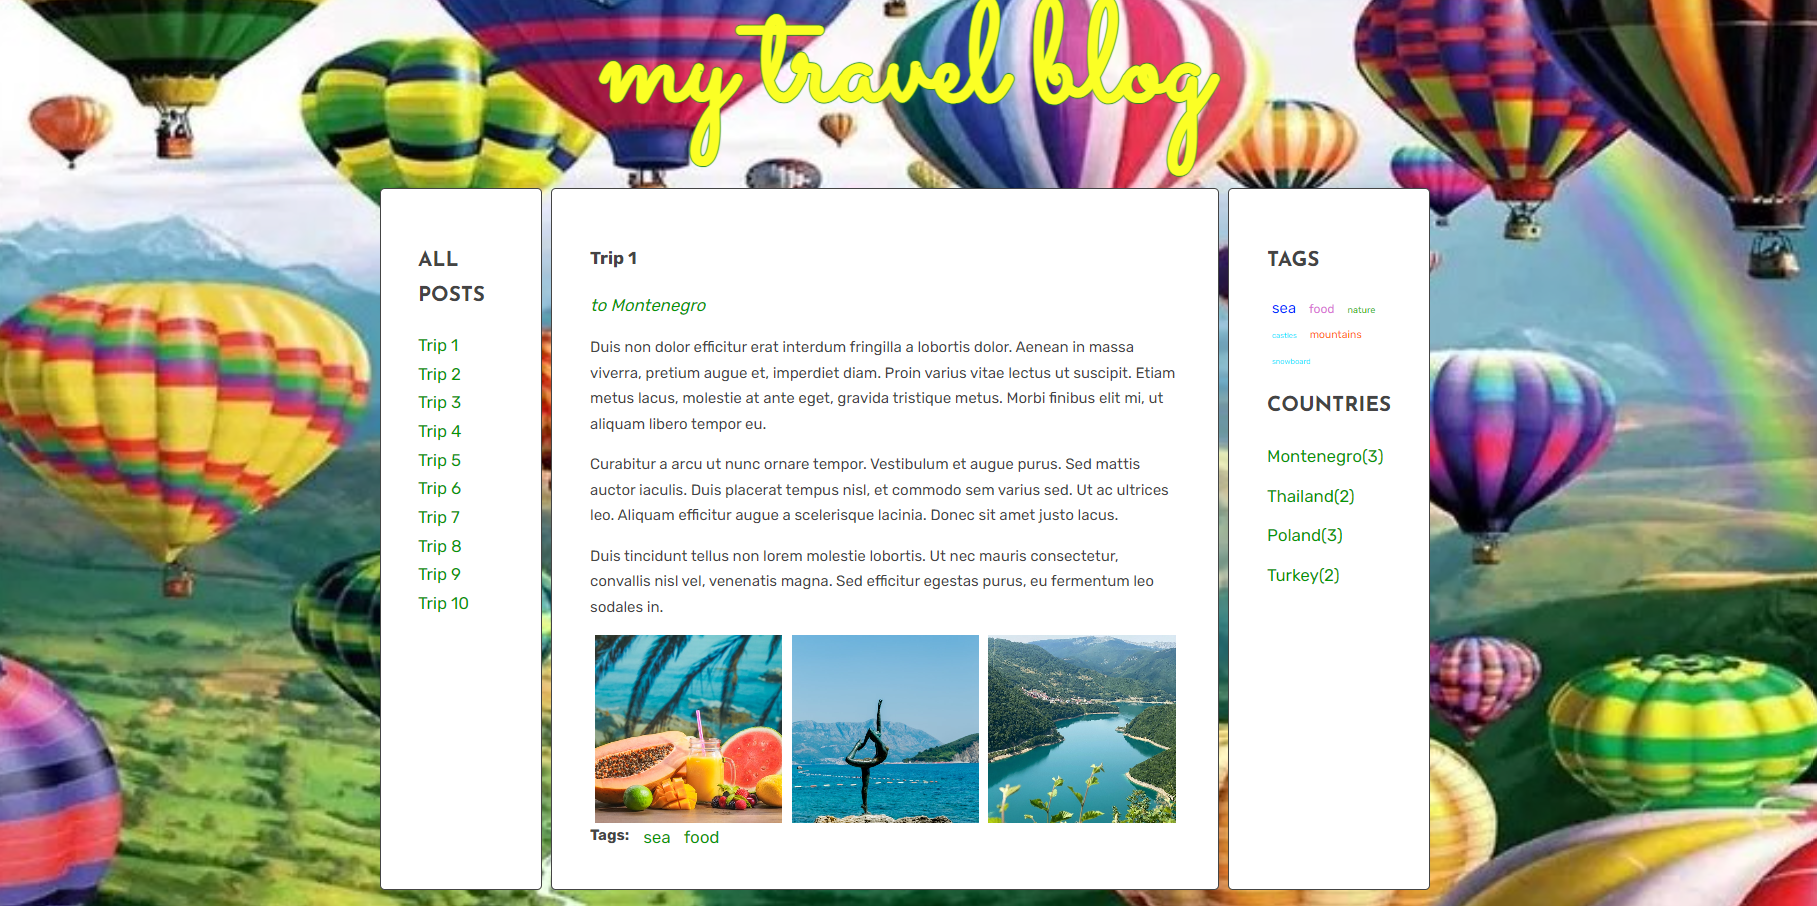 my travel blog
ALL
POSTS
Trip 1
Trip 2
Trip 3
Trip 4
Trip 5
Trip 6
Trip 7
Trip 8
Trip 9
Trip 10
Trip 1
to Montenegro
Duis non dolor efficitur erat interdum fringilla a lobortis dolor. Aenean in massa
viverra, pretium augue et, imperdiet diam. Proin varius vitae lectus ut suscipit. Etiam
metus lacus, molestie at ante eget, gravida tristique metus. Morbi finibus elit mi, ut
aliquam libero tempor eu.
Curabitur a arcu ut nunc ornare tempor. Vestibulum et augue purus. Sed mattis
auctor iaculis. Duis placerat tempus nisl, et commodo sem varius sed. Ut ac ultrices
leo. Aliquam efficitur augue a scelerisque lacinia. Donec sit amet justo lacus.
Duis tincidunt tellus non lorem molestie lobortis. Ut nec mauris consectetur,
convallis nisl vel, venenatis magna. Sed efficitur egestas purus, eu fermentum leo
sodales in.
Tags: sea food
TAGS
sea food nature
castles mountains
snowboard
COUNTRIES
Montenegro(3)
Thailand(2)
Poland(3)
Turkey(2)